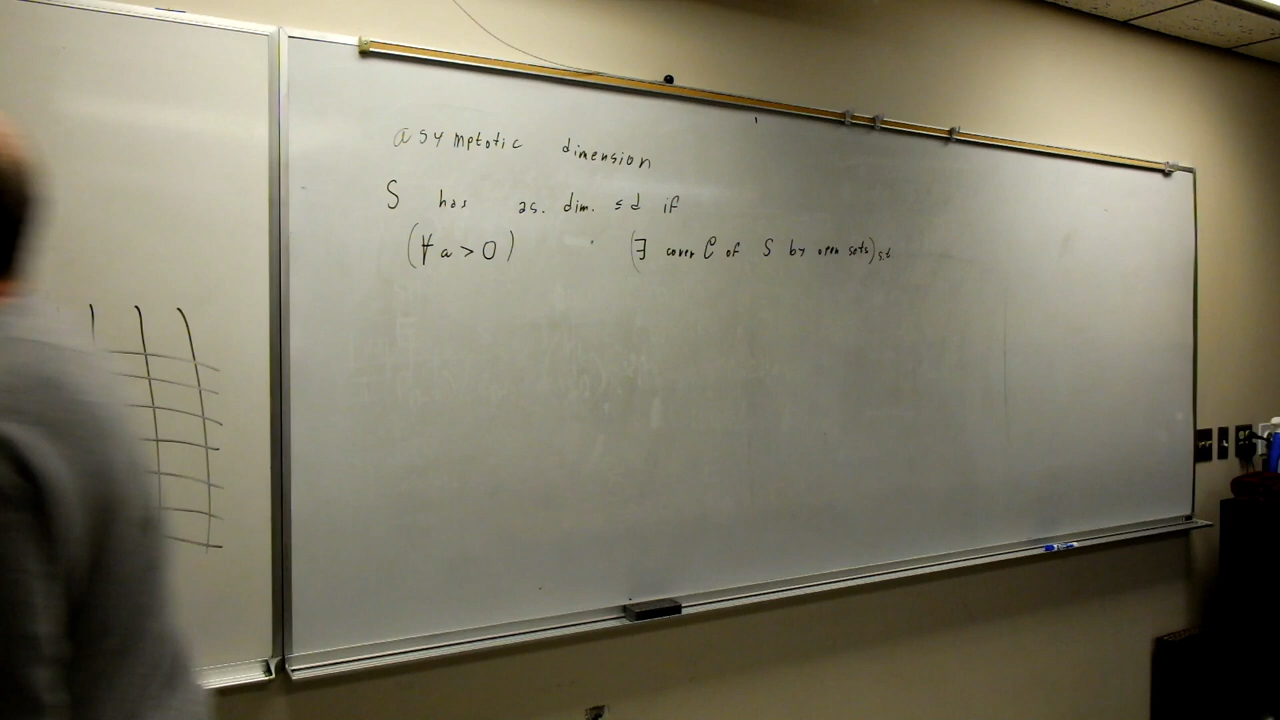 asymptotic dimension
S has as. dim. ≤ d if
(∀ a > 0) (∃ cover C of S by open sets) s.t